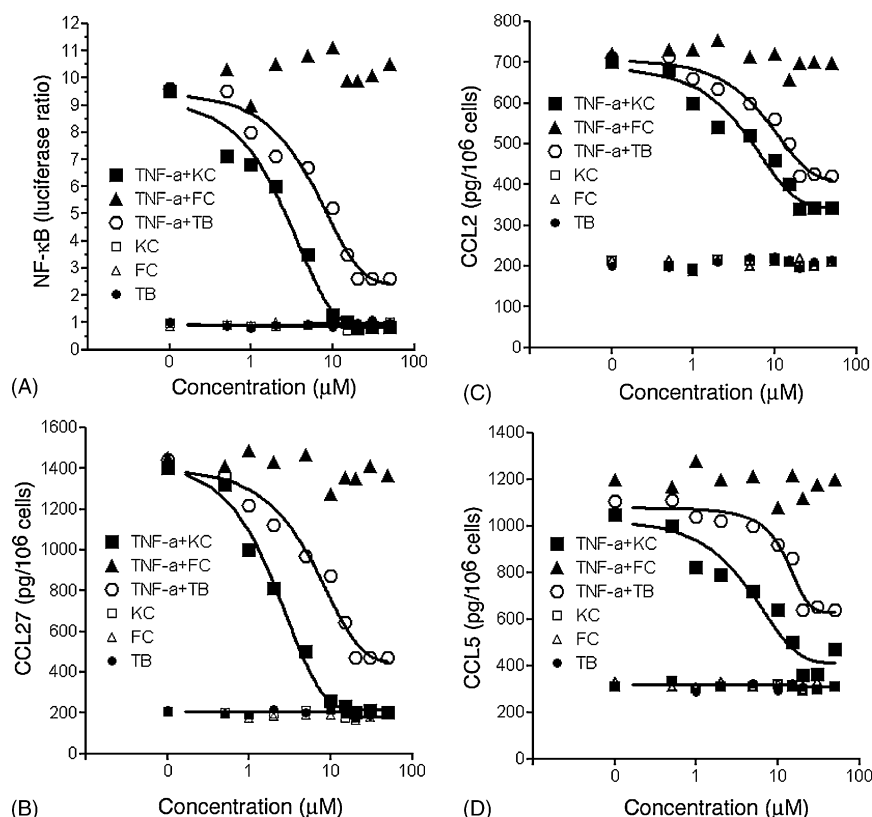 12
11
10
9
8
7
6
5
4
3
2
1
0
NF-κB (luciferase ratio)
TNF-a+KC
TNF-a+FC
TNF-a+TB
KC
FC
TB
0 1 10 100
Concentration (μM)
(A)
800
700
600
500
400
300
200
100
0
CCL2 (pg/10⁶ cells)
TNF-a+KC
TNF-a+FC
TNF-a+TB
KC
FC
TB
0 1 10 100
Concentration (μM)
(C)
1600
1400
1200
1000
800
600
400
200
0
CCL27 (pg/10⁶ cells)
TNF-a+KC
TNF-a+FC
TNF-a+TB
KC
FC
TB
0 1 10 100
Concentration (μM)
(B)
1400
1200
1000
800
600
400
200
0
CCL5 (pg/10⁶ cells)
TNF-a+KC
TNF-a+FC
TNF-a+TB
KC
FC
TB
0 1 10 100
Concentration (μM)
(D)